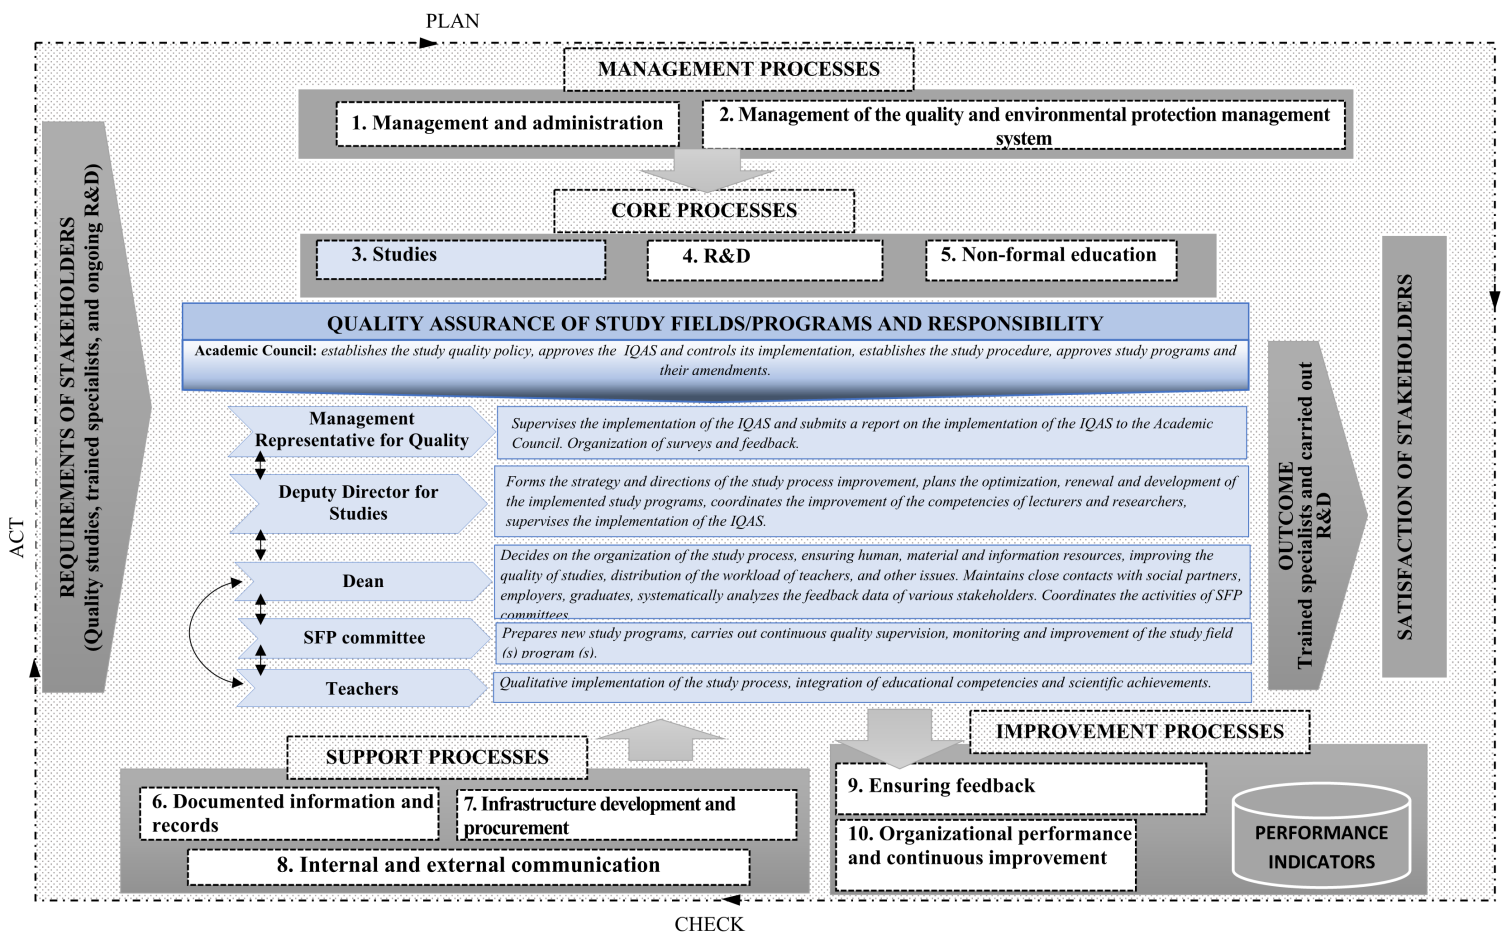 PLAN
MANAGEMENT PROCESSES
1. Management and administration
2. Management of the quality and environmental protection management
system
REQUIREMENTS OF STAKEHOLDERS
(Quality studies, trained specialists, and ongoing R&D)
CORE PROCESSES
3. Studies
4. R&D
5. Non-formal education
QUALITY ASSURANCE OF STUDY FIELDS/PROGRAMS AND RESPONSIBILITY
Academic Council: establishes the study quality policy, approves the IQAS and controls its implementation, establishes the study procedure, approves study programs and
their amendments.
Management
Representative for Quality
Supervises the implementation of the IQAS and submits a report on the implementation of the IQAS to the Academic
Council. Organization of surveys and feedback.
Deputy Director for
Studies
Forms the strategy and directions of the study process improvement, plans the optimization, renewal and development of
the implemented study programs, coordinates the improvement of the competencies of lecturers and researchers,
supervises the implementation of the IQAS.
Dean
Decides on the organization of the study process, ensuring human, material and information resources, improving the
quality of studies, distribution of the workload of teachers, and other issues. Maintains close contacts with social partners,
employers, graduates, systematically analyzes the feedback data of various stakeholders. Coordinates the activities of SFP
committees
SFP committee
Prepares new study programs, carries out continuous quality supervision, monitoring and improvement of the study field
(s) program (s).
Teachers
Qualitative implementation of the study process, integration of educational competencies and scientific achievements.
OUTCOME
Trained specialists and carried out
R&D
SATISFACTION OF STAKEHOLDERS
ACT
SUPPORT PROCESSES
6. Documented information and
records
7. Infrastructure development and
procurement
8. Internal and external communication
IMPROVEMENT PROCESSES
9. Ensuring feedback
10. Organizational performance
and continuous improvement
PERFORMANCE
INDICATORS
CHECK